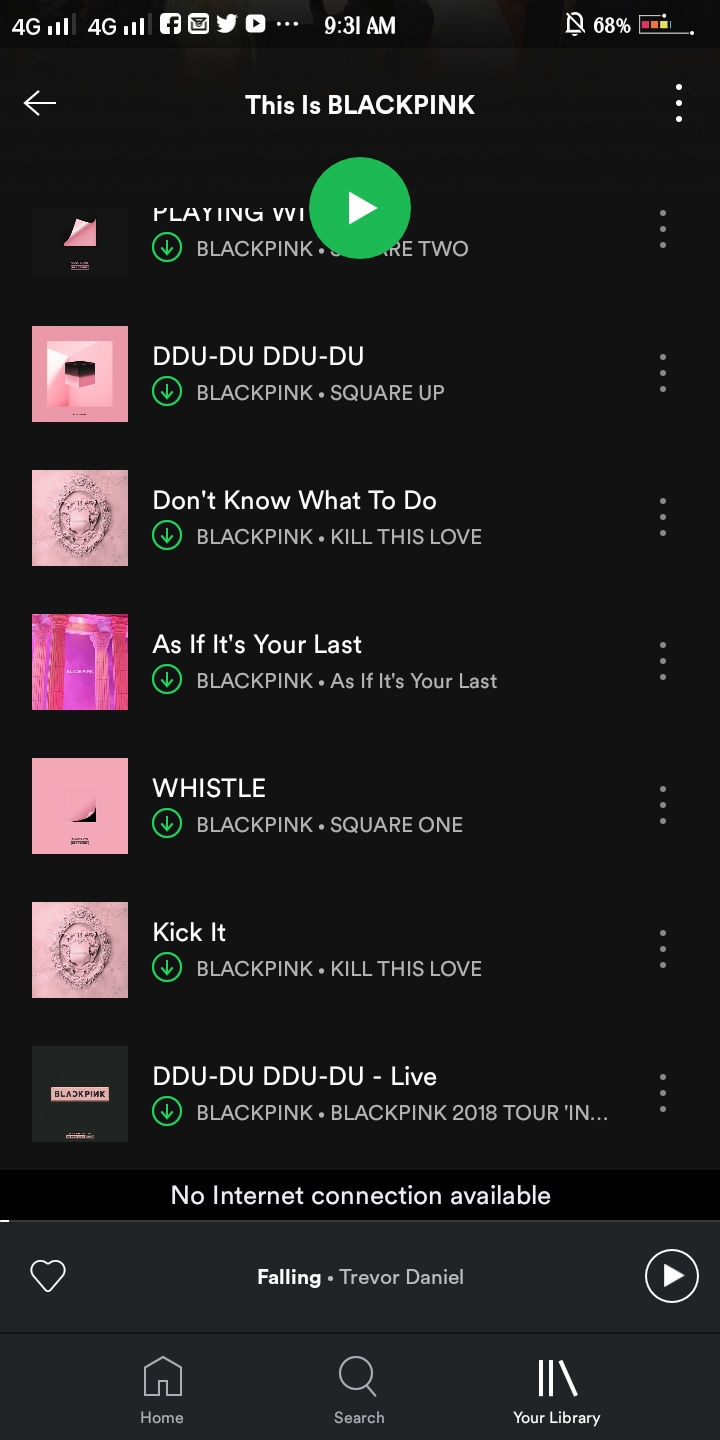 4G 4G 9:31 AM 68%
This Is BLACKPINK
PLAYING WI
BLACKPINK • ARE TWO
DDU-DU DDU-DU
BLACKPINK • SQUARE UP
Don't Know What To Do
BLACKPINK • KILL THIS LOVE
As If It's Your Last
BLACKPINK • As If It's Your Last
BLACKPINK
WHISTLE
BLACKPINK • SQUARE ONE
Kick It
BLACKPINK • KILL THIS LOVE
BLACKPINK
DDU-DU DDU-DU - Live
BLACKPINK • BLACKPINK 2018 TOUR 'IN...
No Internet connection available
Falling • Trevor Daniel
Home
Search
Your Library